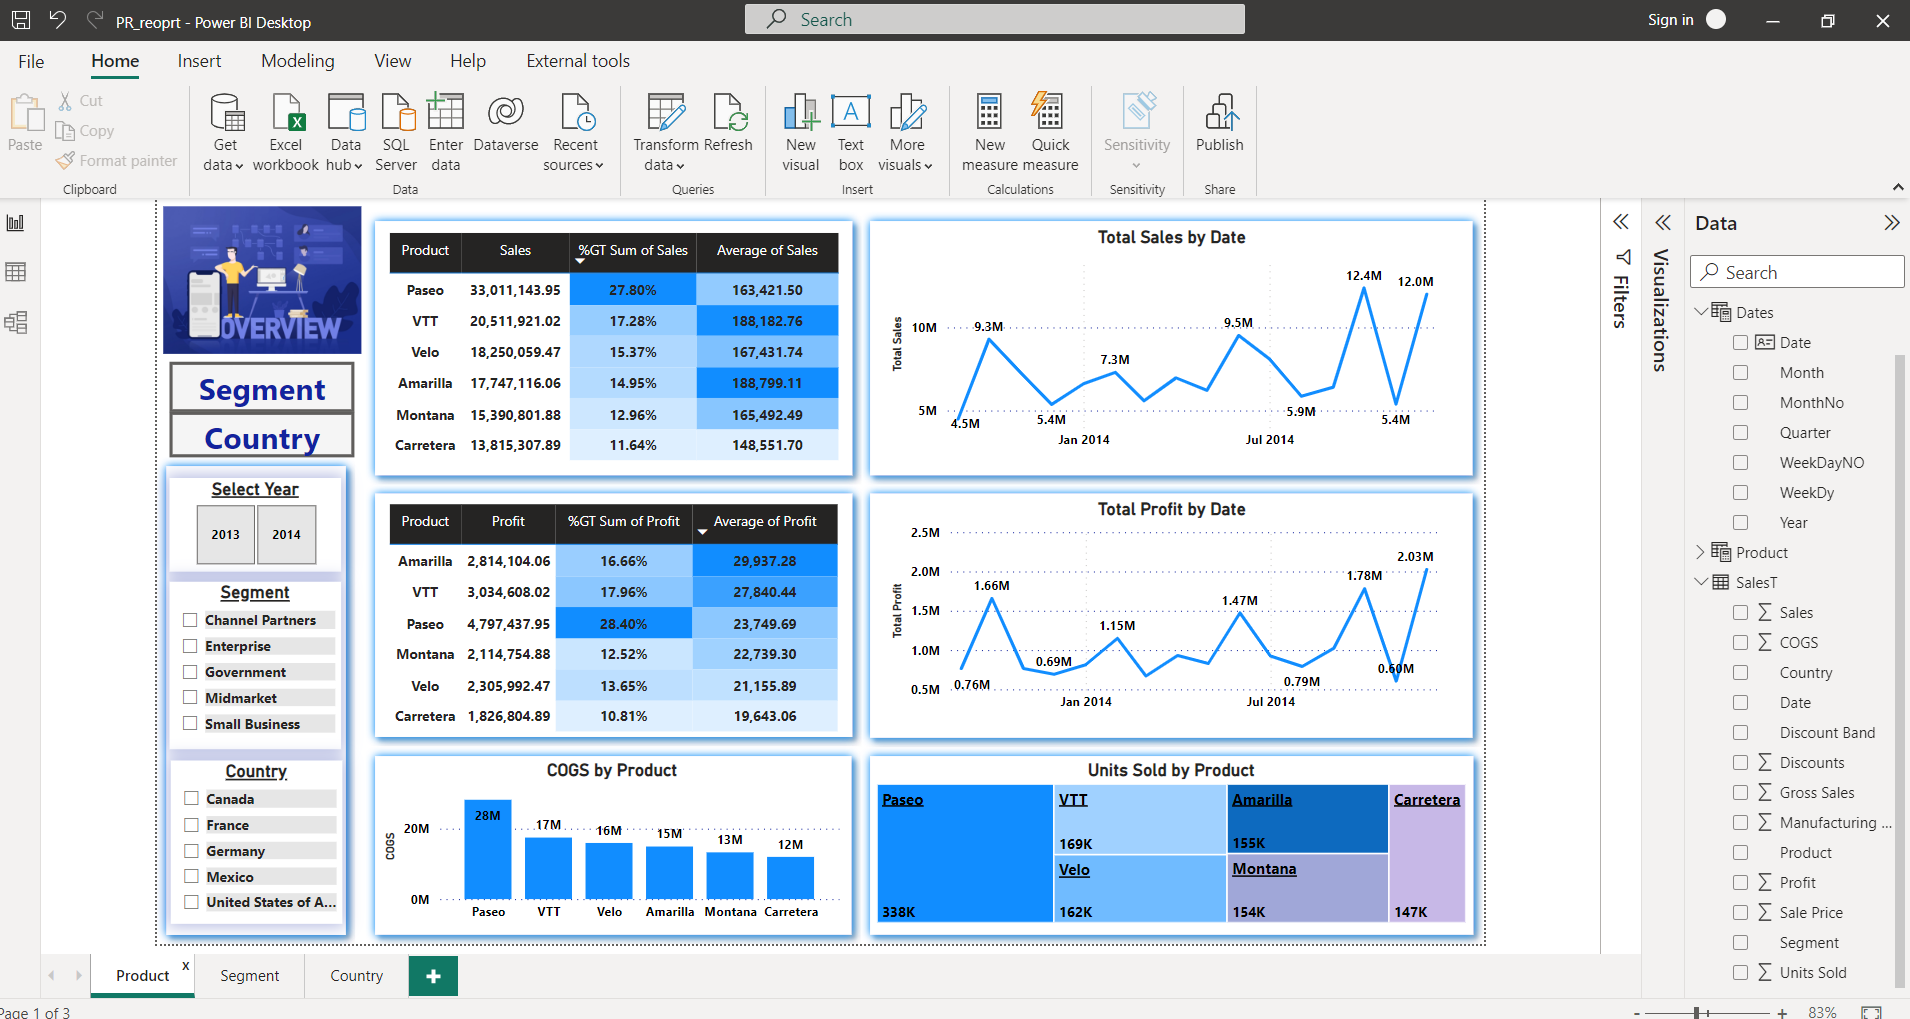 PR_reoprt - Power BI Desktop
Search
Sign in
File
Home
Insert
Modeling
View
Help
External tools
Paste
Cut
Copy
Format painter
Clipboard
Get data
Excel workbook
Data hub
SQL Server
Enter data
Dataverse
Recent sources
Data
Transform data
Refresh
Queries
New visual
Text box
More visuals
Insert
New measure
Quick measure
Calculations
Sensitivity
Sensitivity
Publish
Share
OVERVIEW
Segment
Country
Select Year
2013
2014
Segment
Channel Partners
Enterprise
Government
Midmarket
Small Business
Country
Canada
France
Germany
Mexico
United States of A...
Product Sales %GT Sum of Sales Average of Sales
Paseo 33,011,143.95 27.80% 163,421.50
VTT 20,511,921.02 17.28% 188,182.76
Velo 18,250,059.47 15.37% 167,431.74
Amarilla 17,747,116.06 14.95% 188,799.11
Montana 15,390,801.88 12.96% 165,492.49
Carretera 13,815,307.89 11.64% 148,551.70
Total Sales by Date
Total Sales
10M
5M
4.5M
9.3M
5.4M
7.3M
9.5M
5.9M
12.4M
5.4M
12.0M
Jan 2014
Jul 2014
Product Profit %GT Sum of Profit Average of Profit
Amarilla 2,814,104.06 16.66% 29,937.28
VTT 3,034,608.02 17.96% 27,840.44
Paseo 4,797,437.95 28.40% 23,749.69
Montana 2,114,754.88 12.52% 22,739.30
Velo 2,305,992.47 13.65% 21,155.89
Carretera 1,826,804.89 10.81% 19,643.06
Total Profit by Date
Total Profit
2.5M
2.0M
1.5M
1.0M
0.5M
0.76M
1.66M
0.69M
1.15M
1.47M
0.79M
1.78M
0.60M
2.03M
Jan 2014
Jul 2014
COGS by Product
COGS
20M
0M
28M
17M
16M
15M
13M
12M
Paseo
VTT
Velo
Amarilla
Montana
Carretera
Units Sold by Product
Paseo
338K
VTT
169K
Velo
162K
Amarilla
155K
Montana
154K
Carretera
147K
Filters
Visualizations
Data
Search
Dates
Date
Month
MonthNo
Quarter
WeekDayNO
WeekDy
Year
Product
SalesT
Sales
COGS
Country
Date
Discount Band
Discounts
Gross Sales
Manufacturing ...
Product
Profit
Sale Price
Segment
Units Sold
Product x
Segment
Country
+
Page 1 of 3
- + 83%